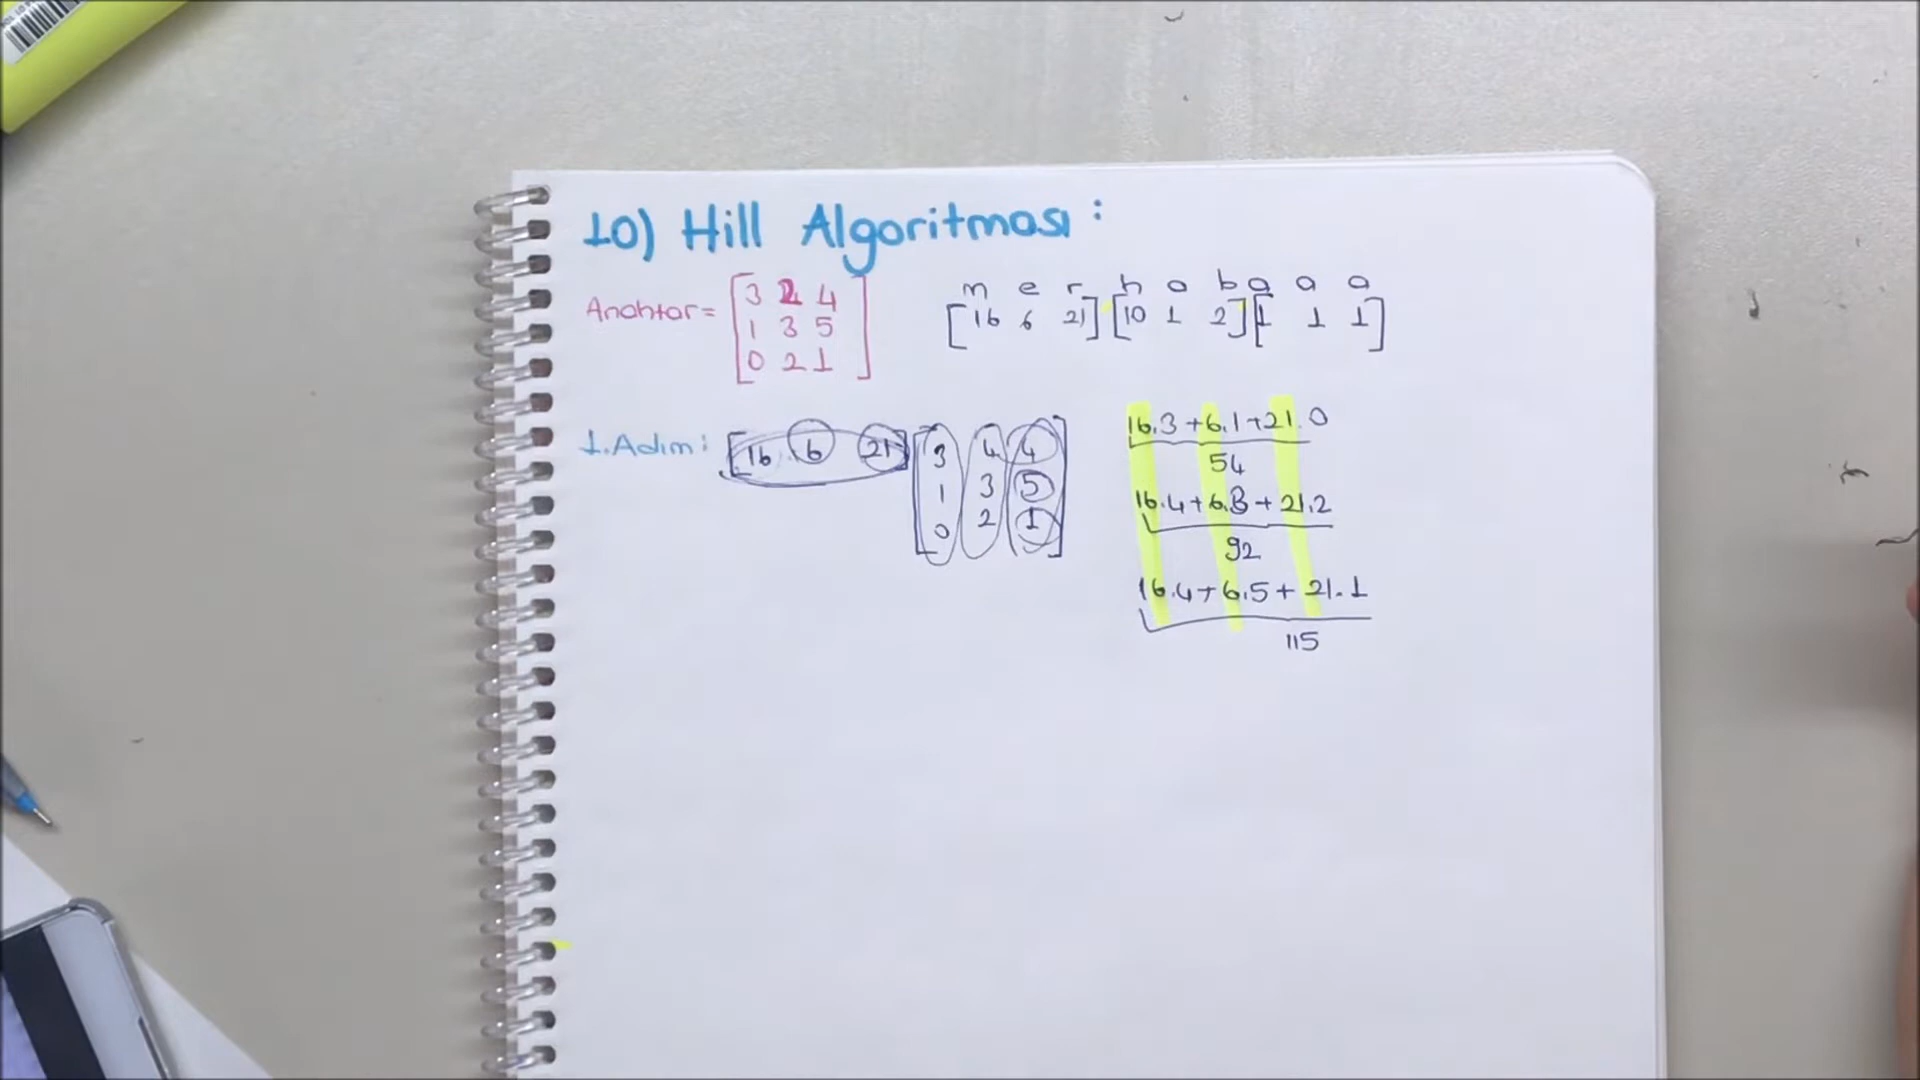 10) Hill Algoritması:
Anahtar = [3 2 4
1 3 5
0 2 1]
m e r h a b a a a
[16 6 21] [10 1 2] [1 1 1]
1.Adım: [16 6 21] [3 4 4
1 3 5
0 2 1]
16.3+6.1+21.0
54
16.4+6.3+21.2
92
16.4+6.5+21.1
115